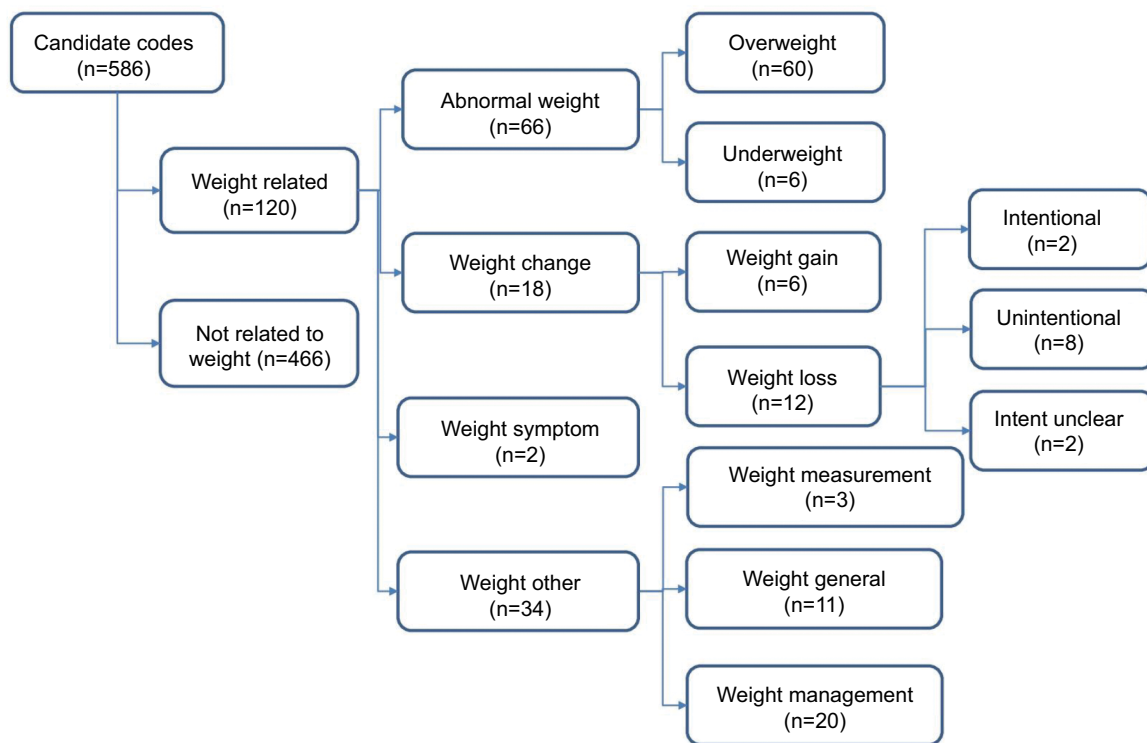 Candidate codes
(n=586)
Weight related
(n=120)
Not related to
weight (n=466)
Abnormal weight
(n=66)
Weight change
(n=18)
Weight symptom
(n=2)
Weight other
(n=34)
Overweight
(n=60)
Underweight
(n=6)
Weight gain
(n=6)
Weight loss
(n=12)
Weight measurement
(n=3)
Weight general
(n=11)
Weight management
(n=20)
Intentional
(n=2)
Unintentional
(n=8)
Intent unclear
(n=2)